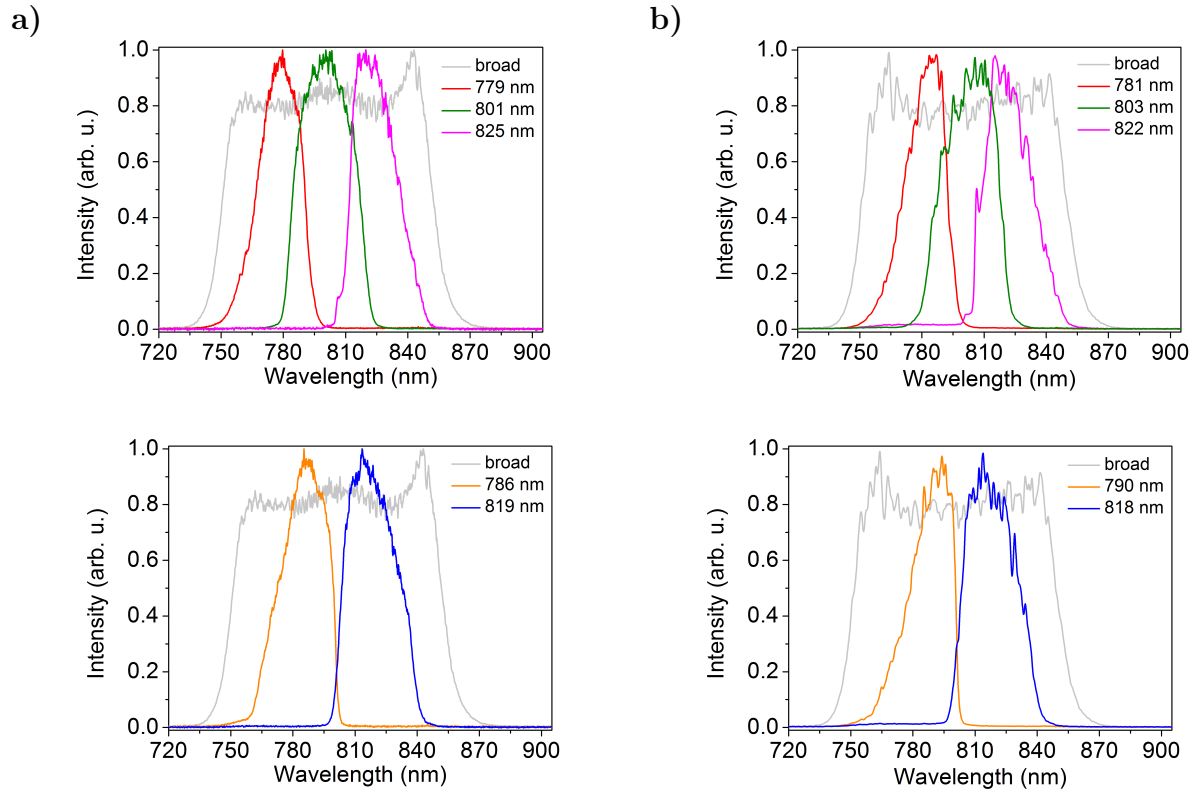 a)
1.0
0.8
0.6
0.4
0.2
0.0
Intensity (arb. u.)
broad
779 nm
801 nm
825 nm
720 750 780 810 840 870 900
Wavelength (nm)
b)
1.0
0.8
0.6
0.4
0.2
0.0
Intensity (arb. u.)
broad
781 nm
803 nm
822 nm
720 750 780 810 840 870 900
Wavelength (nm)
1.0
0.8
0.6
0.4
0.2
0.0
Intensity (arb. u.)
broad
786 nm
819 nm
720 750 780 810 840 870 900
Wavelength (nm)
1.0
0.8
0.6
0.4
0.2
0.0
Intensity (arb. u.)
broad
790 nm
818 nm
720 750 780 810 840 870 900
Wavelength (nm)